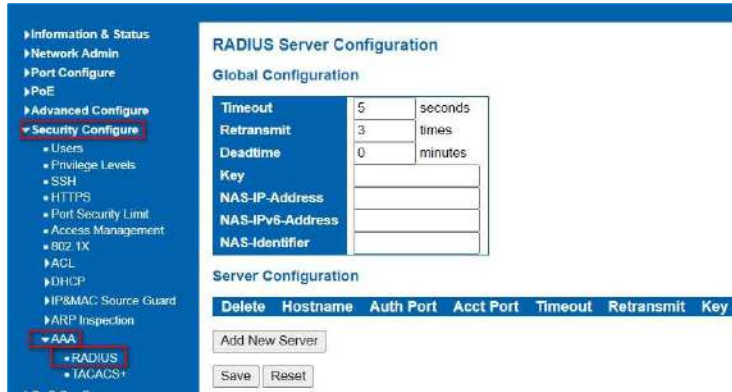 Information & Status
Network Admin
Port Configure
PoE
Advanced Configure
Security Configure
Users
Privilege Levels
SSH
HTTPS
Port Security Limit
Access Management
802.1X
ACL
DHCP
IP&MAC Source Guard
ARP Inspection
AAA
RADIUS
TACACS+
RADIUS Server Configuration
Global Configuration
Timeout 5 seconds
Retransmit 3 times
Deadtime 0 minutes
Key
NAS-IP-Address
NAS-IPv6-Address
NAS-Identifier
Server Configuration
Delete Hostname Auth Port Acct Port Timeout Retransmit Key
Add New Server
Save Reset